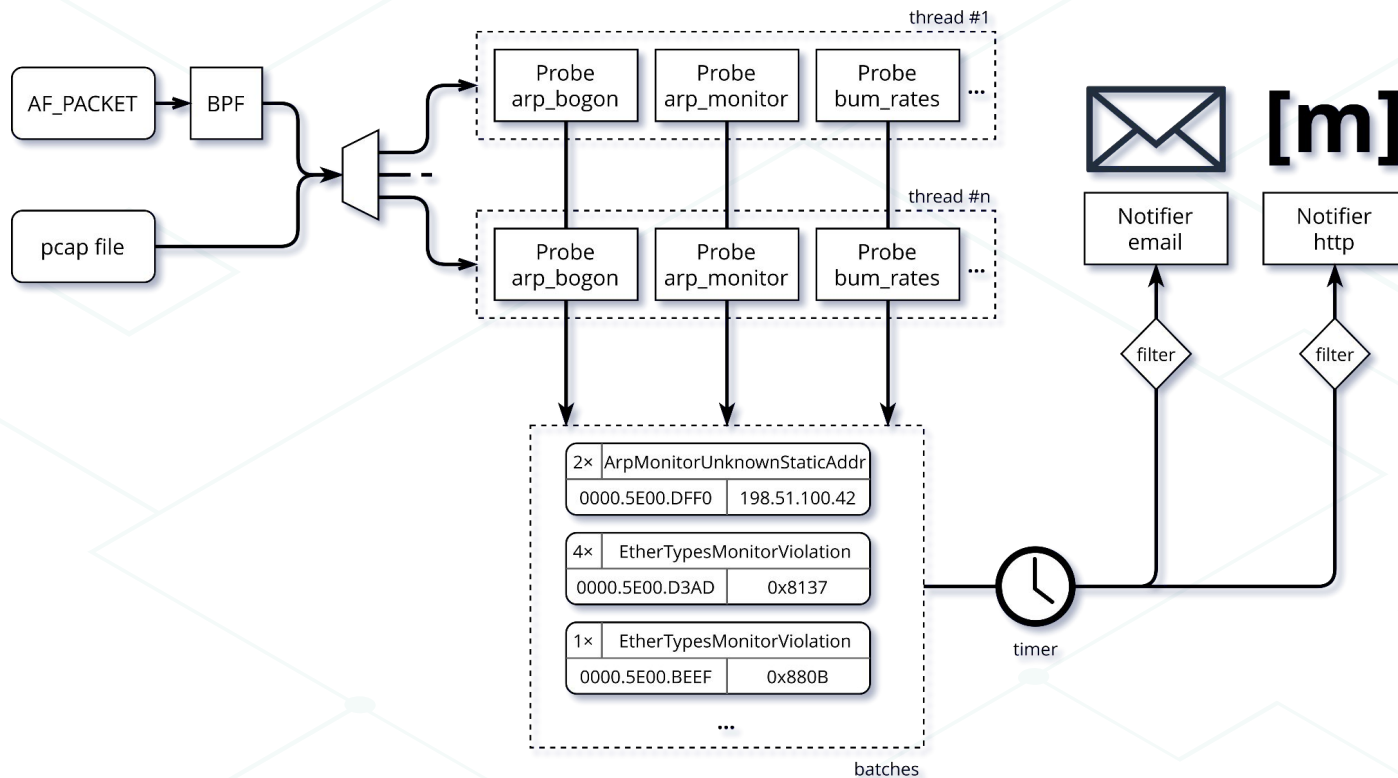 thread #1
AF_PACKET
BPF
Probe
arp_bogon
Probe
arp_monitor
Probe
bum_rates
...
[m]
pcap file
thread #n
Probe
arp_bogon
Probe
arp_monitor
Probe
bum_rates
...
Notifier
email
Notifier
http
filter
filter
2× ArpMonitorUnknownStaticAddr
0000.5E00.DFF0 198.51.100.42
4× EtherTypesMonitorViolation
0000.5E00.D3AD 0x8137
1× EtherTypesMonitorViolation
0000.5E00.BEEF 0x880B
...
timer
batches